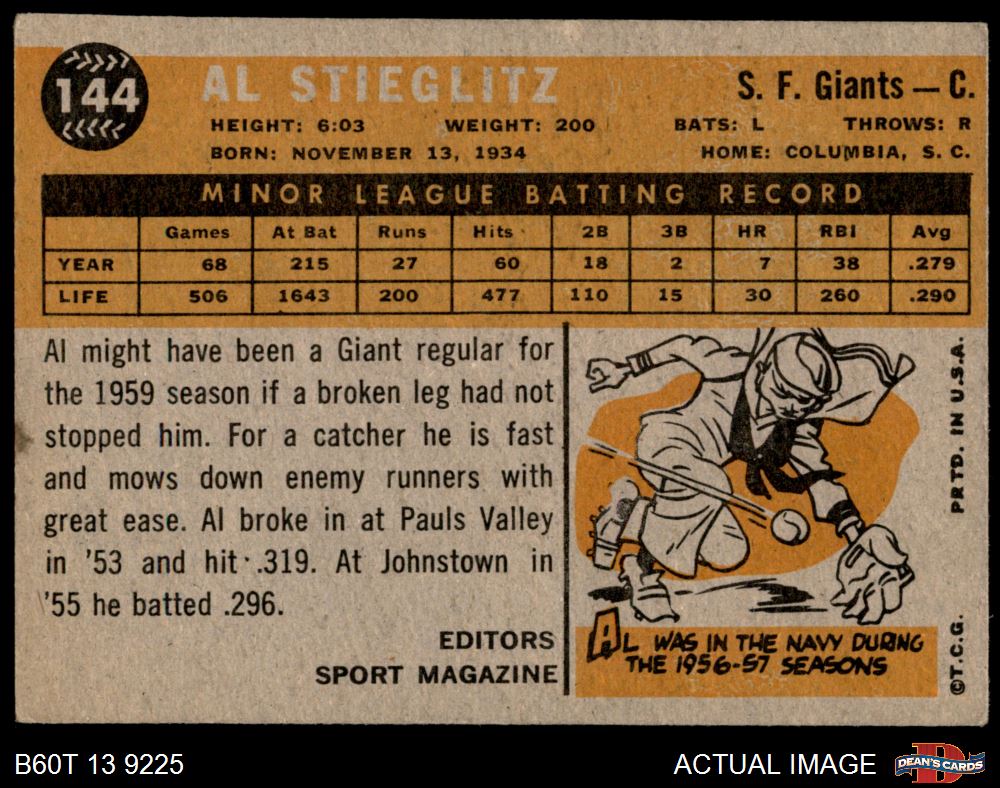 144
AL STIEGLITZ
S. F. Giants — C.
HEIGHT: 6:03 WEIGHT: 200 BATS: L THROWS: R
BORN: NOVEMBER 13, 1934 HOME: COLUMBIA, S. C.
MINOR LEAGUE BATTING RECORD
Games At Bat Runs Hits 2B 3B HR RBI Avg
YEAR 68 215 27 60 18 2 7 38 .279
LIFE 506 1643 200 477 110 15 30 260 .290
Al might have been a Giant regular for
the 1959 season if a broken leg had not
stopped him. For a catcher he is fast
and mows down enemy runners with
great ease. Al broke in at Pauls Valley
in '53 and hit .319. At Johnstown in
'55 he batted .296.
EDITORS
SPORT MAGAZINE
AL WAS IN THE NAVY DURING
THE 1956-57 SEASONS
©T.C.G. PRTD. IN U.S.A.
B60T 13 9225 ACTUAL IMAGE
DEAN'S CARDS